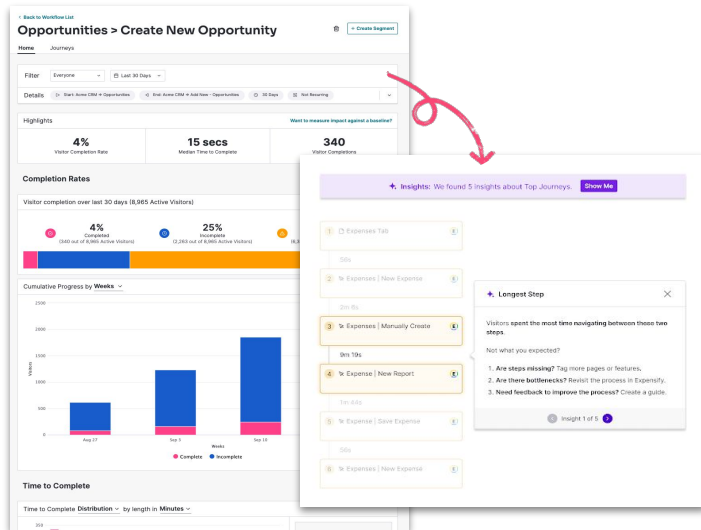 ‹ Back to Workflow List
Opportunities > Create New Opportunity
+ Create Segment
Home Journeys
Filter Everyone Last 30 Days
Details Start: Acme CRM → Opportunities End: Acme CRM → Add New - Opportunities 30 Days Not Recurring
Highlights Want to measure impact against a baseline?
4% 15 secs 340
Visitor Completion Rate Median Time to Complete Visitor Completions
Completion Rates
Visitor completion over last 30 days (8,965 Active Visitors)
4% 25%
Completed Incomplete
(340 out of 8,965 Active Visitors) (2,263 out of 8,965 Active Visitors)
Cumulative Progress by Weeks
2500
2000
1500
1000
500
0
Visitors
Aug 27 Sep 3 Sep 10
Weeks
Complete Incomplete
Time to Complete
Time to Complete Distribution by length in Minutes
350
Insights: We found 5 insights about Top Journeys. Show Me
1 Expenses Tab
58s
2 Expenses | New Expense
3 Expenses | Manually Create
9m 19s
4 Expense | New Report
1m 44s
5 Expense | Save Expense
58s
6 Expenses | New Expense
Longest Step
Visitors spent the most time navigating between these two
steps.
Not what you expected?
1. Are steps missing? Tag more pages or features,
2. Are there bottlenecks? Revisit the process in Expensify.
3. Need feedback to improve the process? Create a guide.
Insight 1 of 5